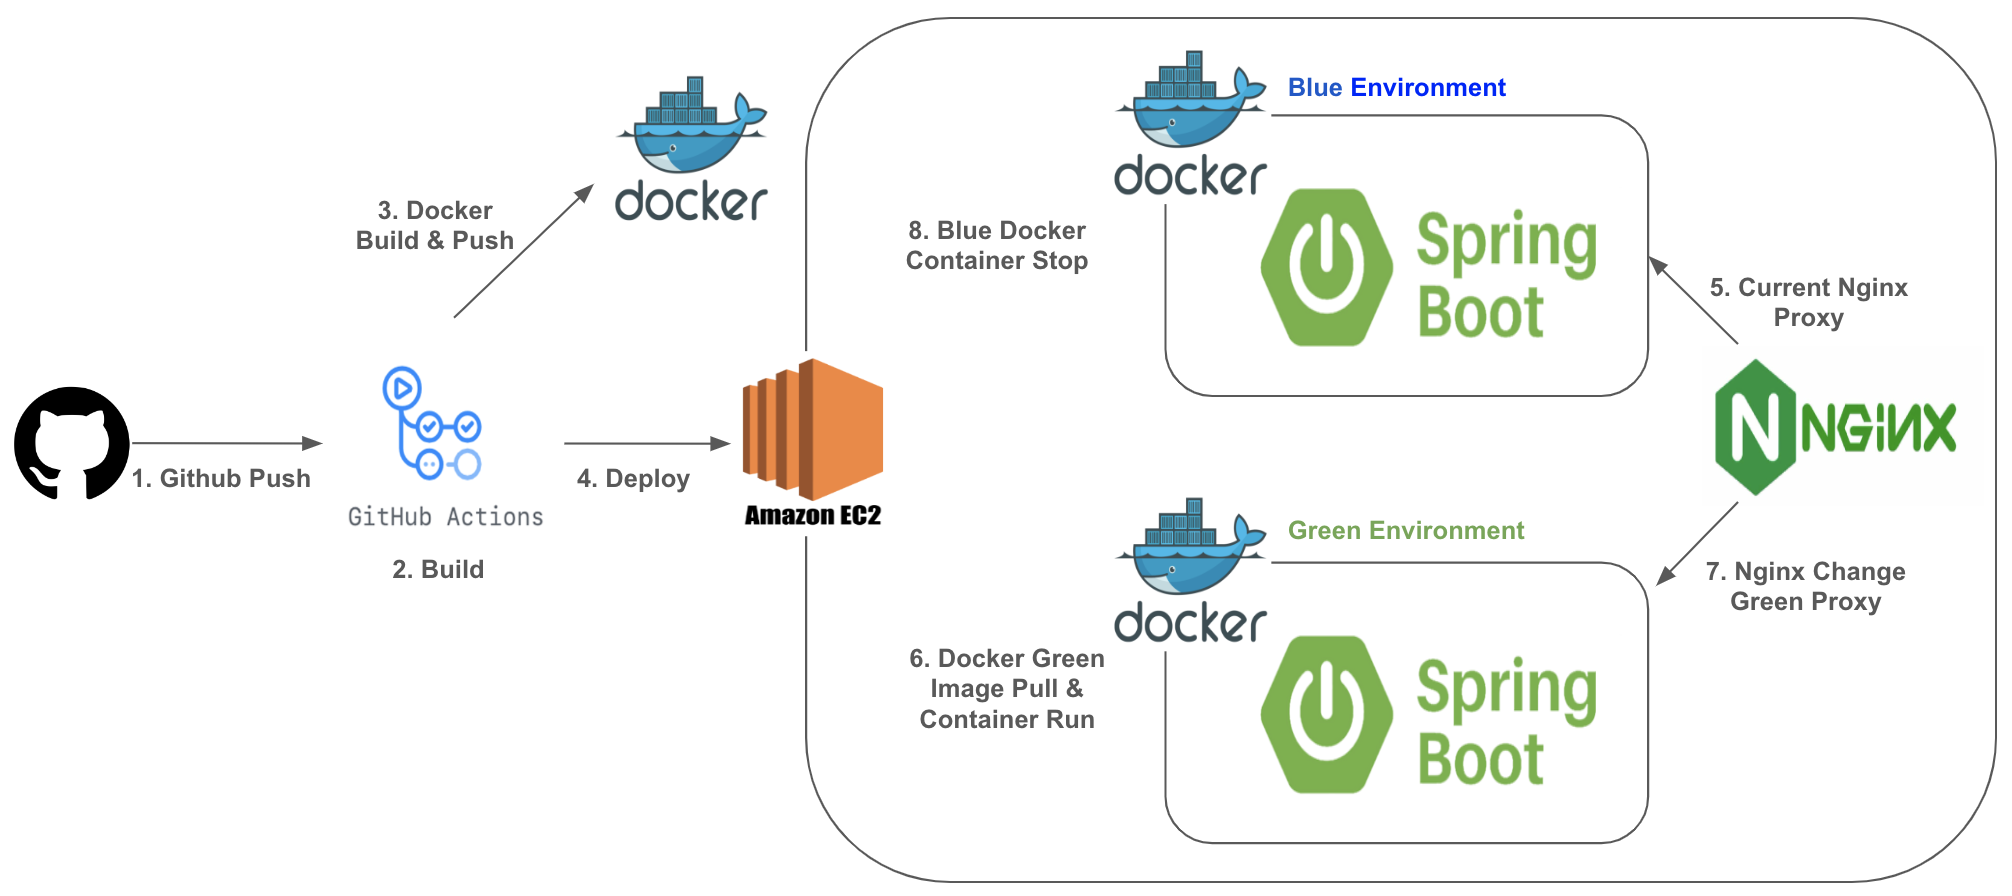 1. Github Push
GitHub Actions
2. Build
3. Docker
Build & Push
docker
4. Deploy
Amazon EC2
docker
Blue Environment
Spring
Boot
8. Blue Docker
Container Stop
5. Current Nginx
Proxy
NGINX
docker
Green Environment
Spring
Boot
6. Docker Green
Image Pull &
Container Run
7. Nginx Change
Green Proxy